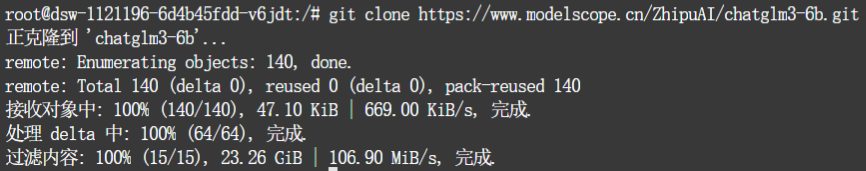 root@dsw-1121196-6d4b45fdd-v6jdt:/# git clone https://www.modelscope.cn/ZhipuAI/chatglm3-6b.git
正克隆到 'chatglm3-6b'...
remote: Enumerating objects: 140, done.
remote: Total 140 (delta 0), reused 0 (delta 0), pack-reused 140
接收对象中: 100% (140/140), 47.10 KiB | 669.00 KiB/s, 完成.
处理 delta 中: 100% (64/64), 完成.
过滤内容: 100% (15/15), 23.26 GiB | 106.90 MiB/s, 完成.